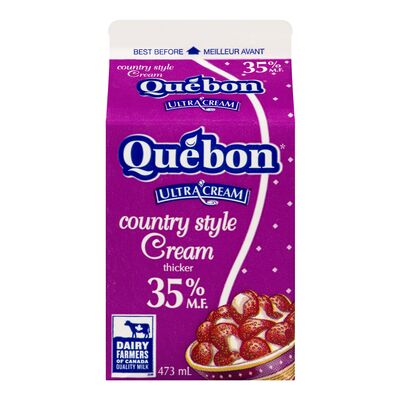 BEST BEFORE MEILLEUR AVANT
country style
Cream
35% M.F.
Québon
ULTRA'CREAM
Québon*
ULTRA'CREAM
country style
Cream
thicker
35% M.F.
DAIRY
FARMERS
OF CANADA
QUALITY MILK
473 mL